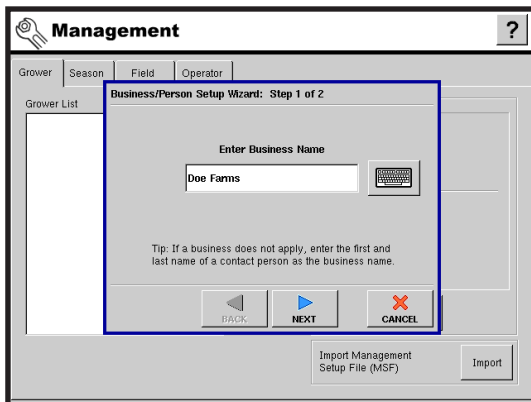 Management
?
Grower Season Field Operator
Grower List
Business/Person Setup Wizard: Step 1 of 2
Enter Business Name
Doe Farms
Tip: If a business does not apply, enter the first and
last name of a contact person as the business name.
BACK NEXT CANCEL
Import Management
Setup File (MSF)
Import